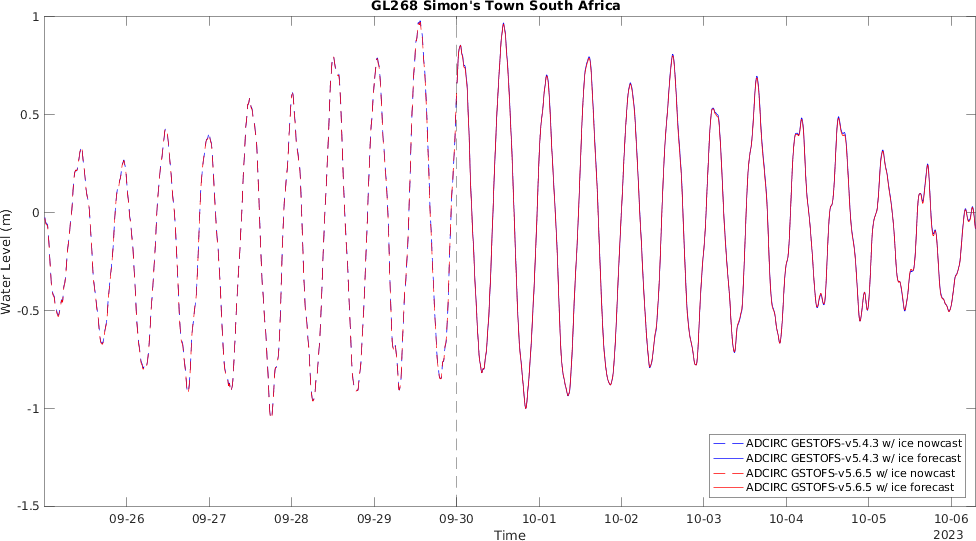 GL268 Simon's Town South Africa
1
0.5
0
-0.5
-1
-1.5
Water Level (m)
ADCIRC GESTOFS-v5.4.3 w/ ice nowcast
ADCIRC GESTOFS-v5.4.3 w/ ice forecast
ADCIRC GSTOFS-v5.6.5 w/ ice nowcast
ADCIRC GSTOFS-v5.6.5 w/ ice forecast
09-26 09-27 09-28 09-29 09-30 10-01 10-02 10-03 10-04 10-05 10-06
2023
Time